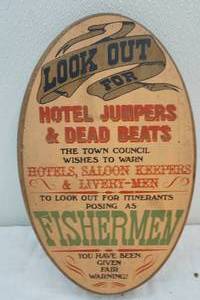 LOOK OUT
FOR
HOTEL JUMPERS
& DEAD BEATS
THE TOWN COUNCIL
WISHES TO WARN
HOTELS, SALOON KEEPERS
& LIVERY-MEN
TO LOOK OUT FOR ITINERANTS
POSING AS
FISHERMEN
YOU HAVE BEEN
GIVEN
FAIR
WARNING!